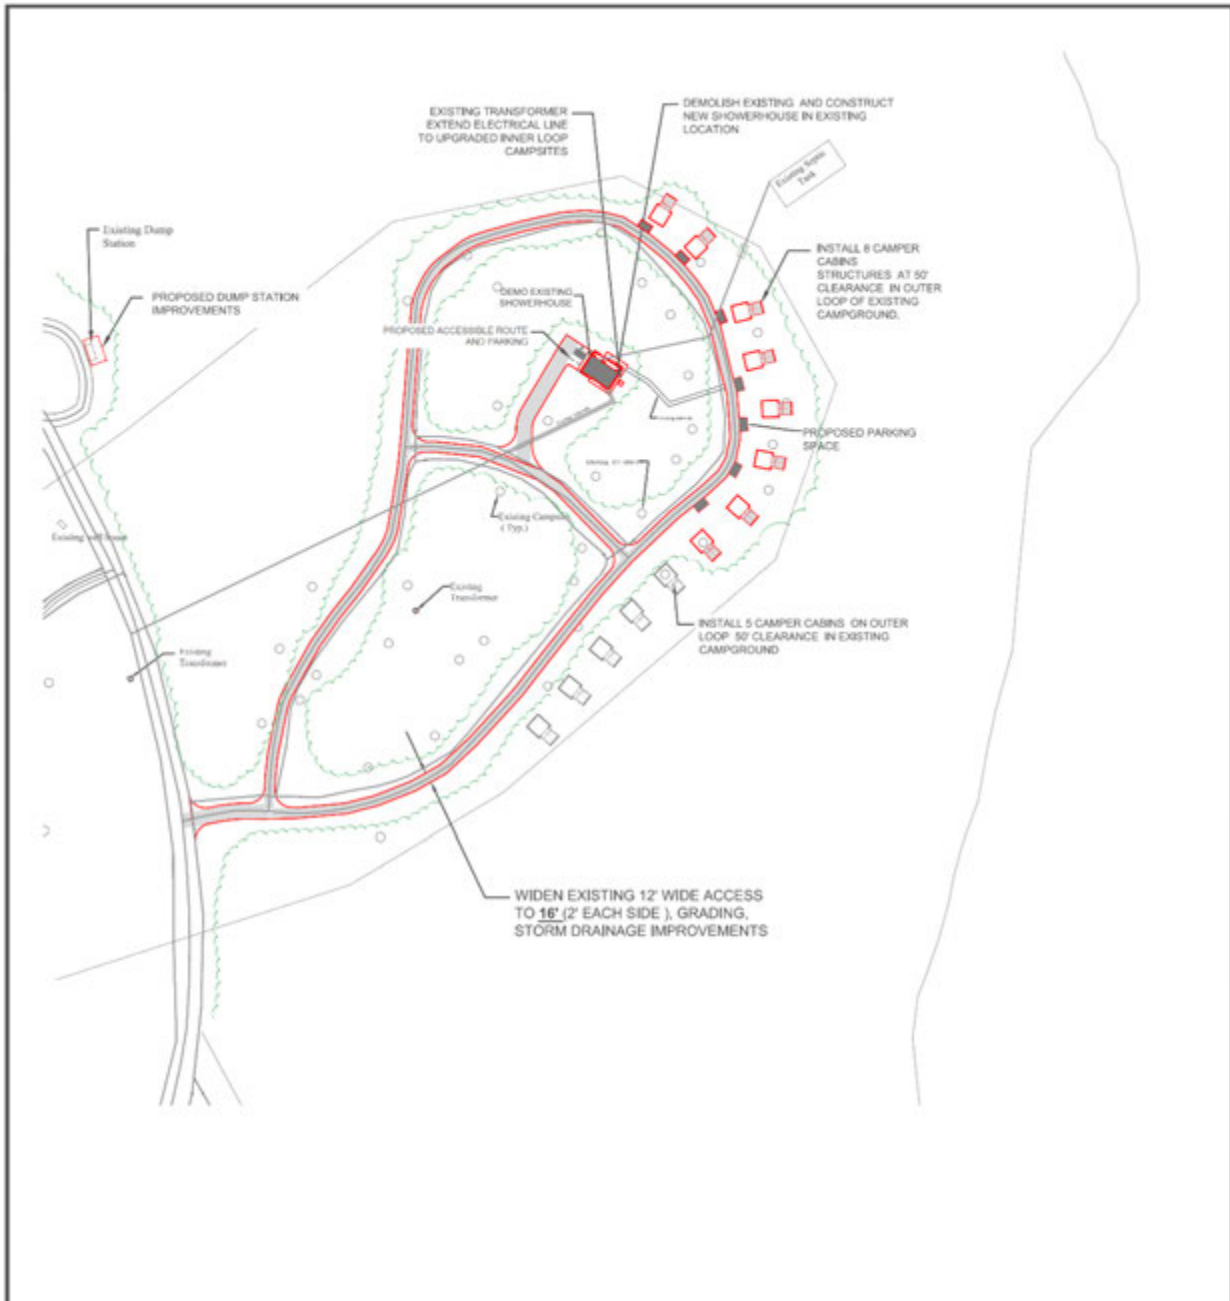 EXISTING TRANSFORMER
EXTEND ELECTRICAL LINE
TO UPGRADED INNER LOOP
CAMPSITES
DEMOLISH EXISTING AND CONSTRUCT
NEW SHOWERHOUSE IN EXISTING
LOCATION
Existing Septic
Tank
Existing Dump
Station
PROPOSED DUMP STATION
IMPROVEMENTS
INSTALL 8 CAMPER
CABINS
STRUCTURES AT 50'
CLEARANCE IN OUTER
LOOP OF EXISTING
CAMPGROUND.
DEMO EXISTING
SHOWERHOUSE
PROPOSED ACCESSIBLE ROUTE
AND PARKING
PROPOSED PARKING
SPACE
Existing Campsite
( Typ.)
Existing
Existing
Transformer
INSTALL 5 CAMPER CABINS ON OUTER
LOOP 50' CLEARANCE IN EXISTING
CAMPGROUND
Existing
Transformer
WIDEN EXISTING 12' WIDE ACCESS
TO 16' (2' EACH SIDE ), GRADING,
STORM DRAINAGE IMPROVEMENTS